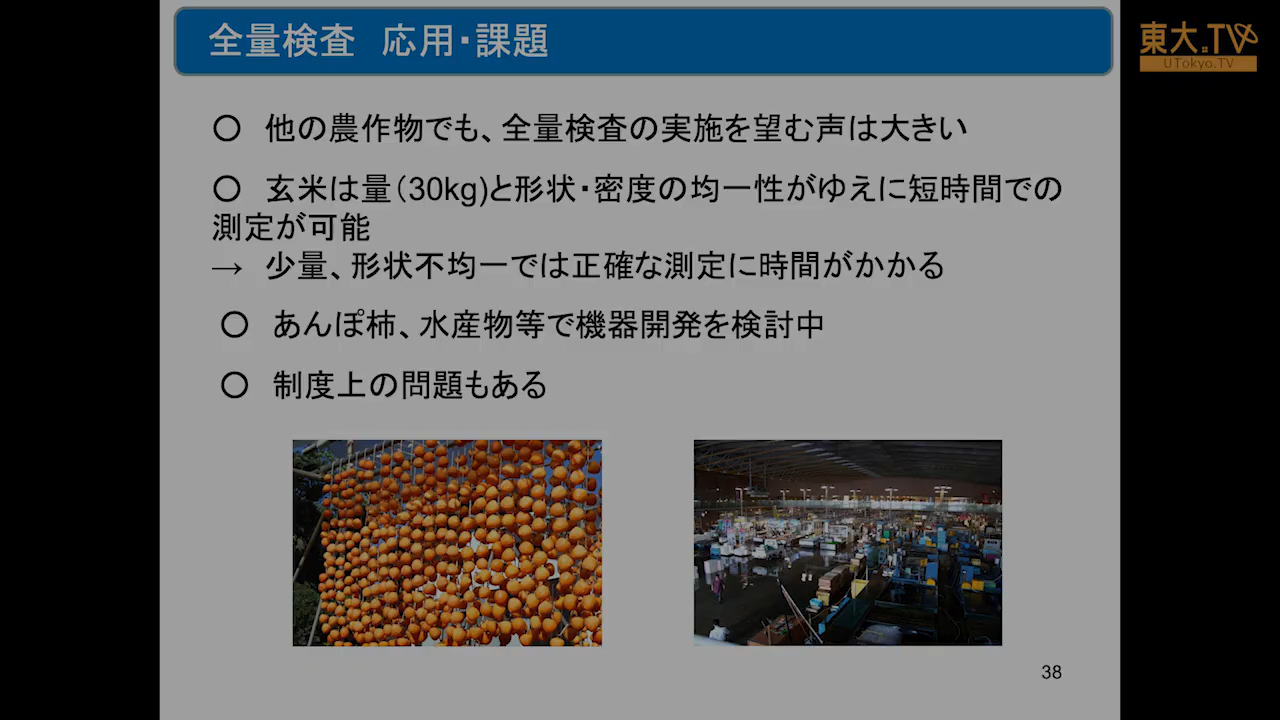 全量検査　応用・課題
東大.TV
UTokyo.TV
○　他の農作物でも、全量検査の実施を望む声は大きい
○　玄米は量（30kg)と形状・密度の均一性がゆえに短時間での
測定が可能
→　少量、形状不均一では正確な測定に時間がかかる
○　あんぽ柿、水産物等で機器開発を検討中
○　制度上の問題もある
38